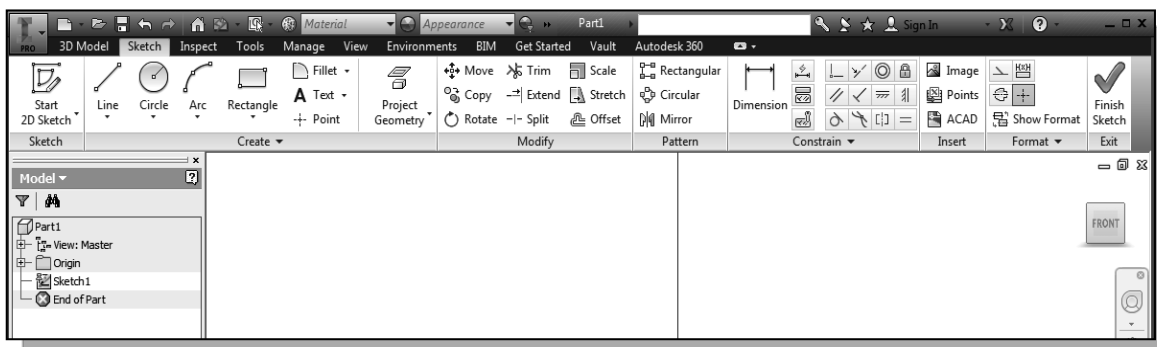 Material Appearance Part1 Sign In
PRO 3D Model Sketch Inspect Tools Manage View Environments BIM Get Started Vault Autodesk 360
Fillet Move Trim Scale Rectangular Image
Start 2D Sketch Line Circle Arc Rectangle Text Project Geometry Copy Extend Stretch Circular Dimension Points Finish Sketch
Point Rotate Split Offset Mirror ACAD Show Format
Sketch Create Modify Pattern Constrain Insert Format Exit
Model
Part1
View: Master
Origin
Sketch1
End of Part
FRONT